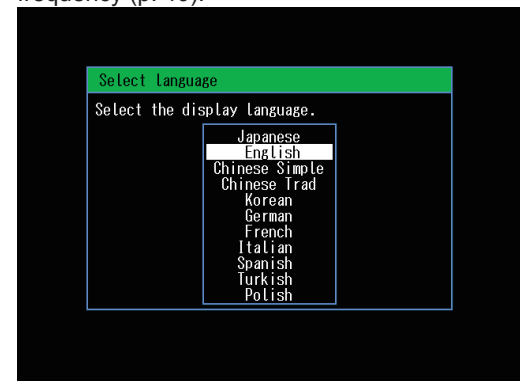 Select language
Select the display language.
Japanese
English
Chinese Simple
Chinese Trad
Korean
German
French
Italian
Spanish
Turkish
Polish